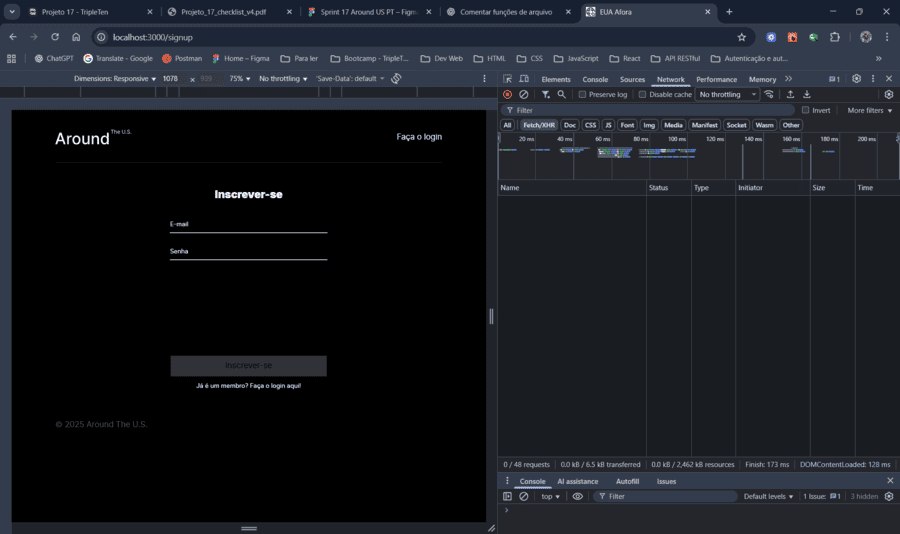 Projeto 17 - TripleTen
Projeto_17_checklist_v4.pdf
Sprint 17 Around US PT – Figm
Comentar funções de arquivo
EUA Afora
localhost:3000/signup
ChatGPT
Translate - Google
Postman
Home – Figma
Para ler
Bootcamp - TripleT...
Dev Web
HTML
CSS
JavaScript
React
API RESTful
Autenticação e aut...
Dimensions: Responsive
1078 × 939
75%
No throttling
'Save-Data': default
Elements
Console
Sources
Network
Performance
Memory
1
Preserve log
Disable cache
No throttling
Filter
Invert
More filters
All
Fetch/XHR
Doc
CSS
JS
Font
Img
Media
Manifest
Socket
Wasm
Other
20 ms
40 ms
60 ms
80 ms
100 ms
120 ms
140 ms
160 ms
180 ms
200 ms
Name
Status
Type
Initiator
Size
Time
Around The U.S.
Faça o login
Inscrever-se
E-mail
Senha
Inscrever-se
Já é um membro? Faça o login aqui!
© 2025 Around The U.S.
0 / 48 requests
0.0 kB / 6.5 kB transferred
0.0 kB / 2,462 kB resources
Finish: 173 ms
DOMContentLoaded: 128 ms
Console
AI assistance
Autofill
Issues
top
Filter
Default levels
1 Issue: 1
3 hidden